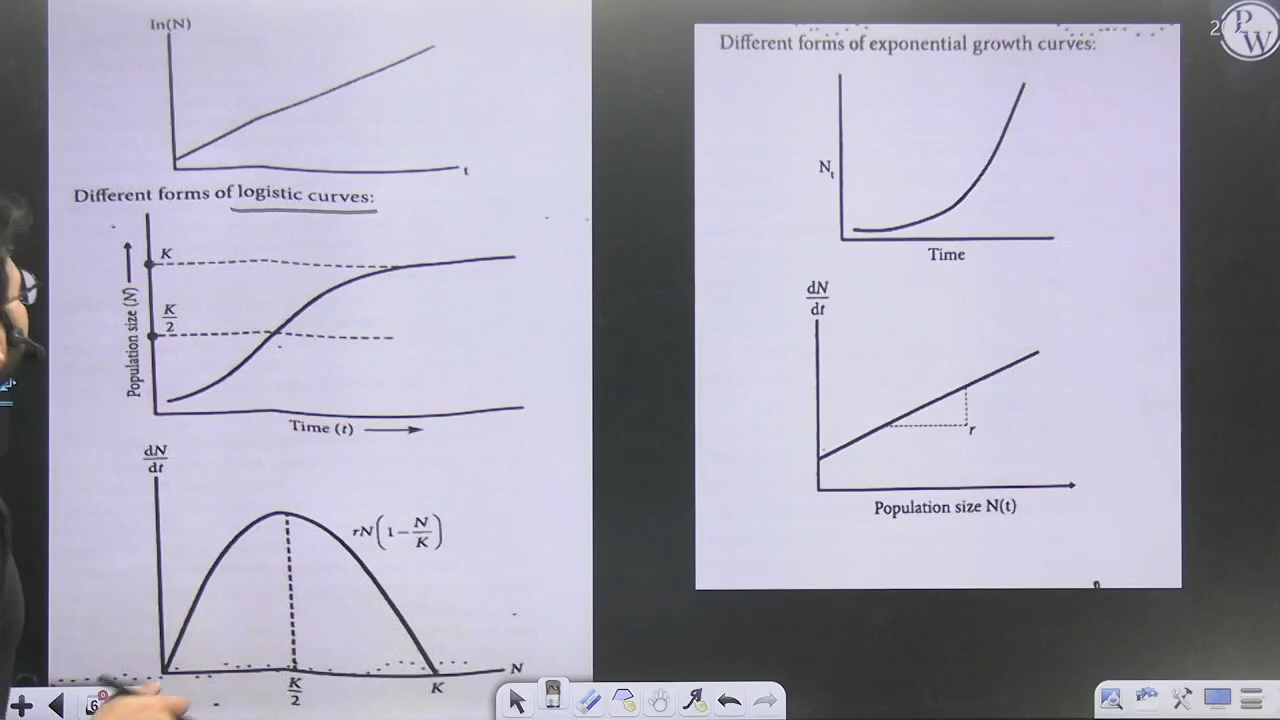 ln(N)
t
Different forms of logistic curves:
K
K/2
Population size (N)
Time (t)
dN/dt
rN(1 − N/K)
K/2
K
N
Different forms of exponential growth curves:
Nₜ
Time
dN/dt
r
Population size N(t)
PW
6